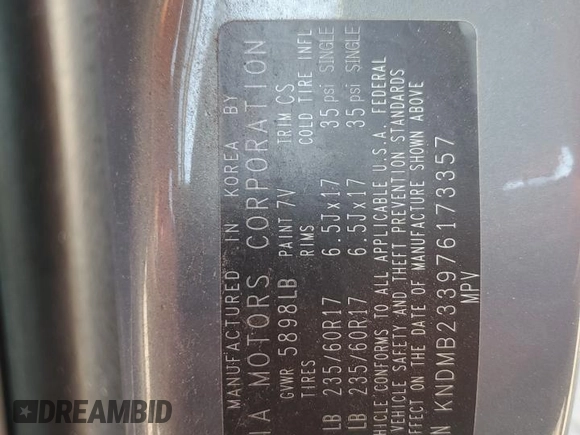 MANUFACTURED IN KOREA BY
IA MOTORS CORPORATION
GVWR 5898LB PAINT 7V TRIM CS
TIRES RIMS COLD TIRE INFL
LB 235/60R17 6.5Jx17 35 psi SINGLE
LB 235/60R17 6.5Jx17 35 psi SINGLE
EHICLE CONFORMS TO ALL APPLICABLE U.S.A. FEDERAL
VEHICLE SAFETY AND THEFT PREVENTION STANDARDS
EFFECT ON THE DATE OF MANUFACTURE SHOWN ABOVE
N KNDMB233976173357
MPV
DREAMBID